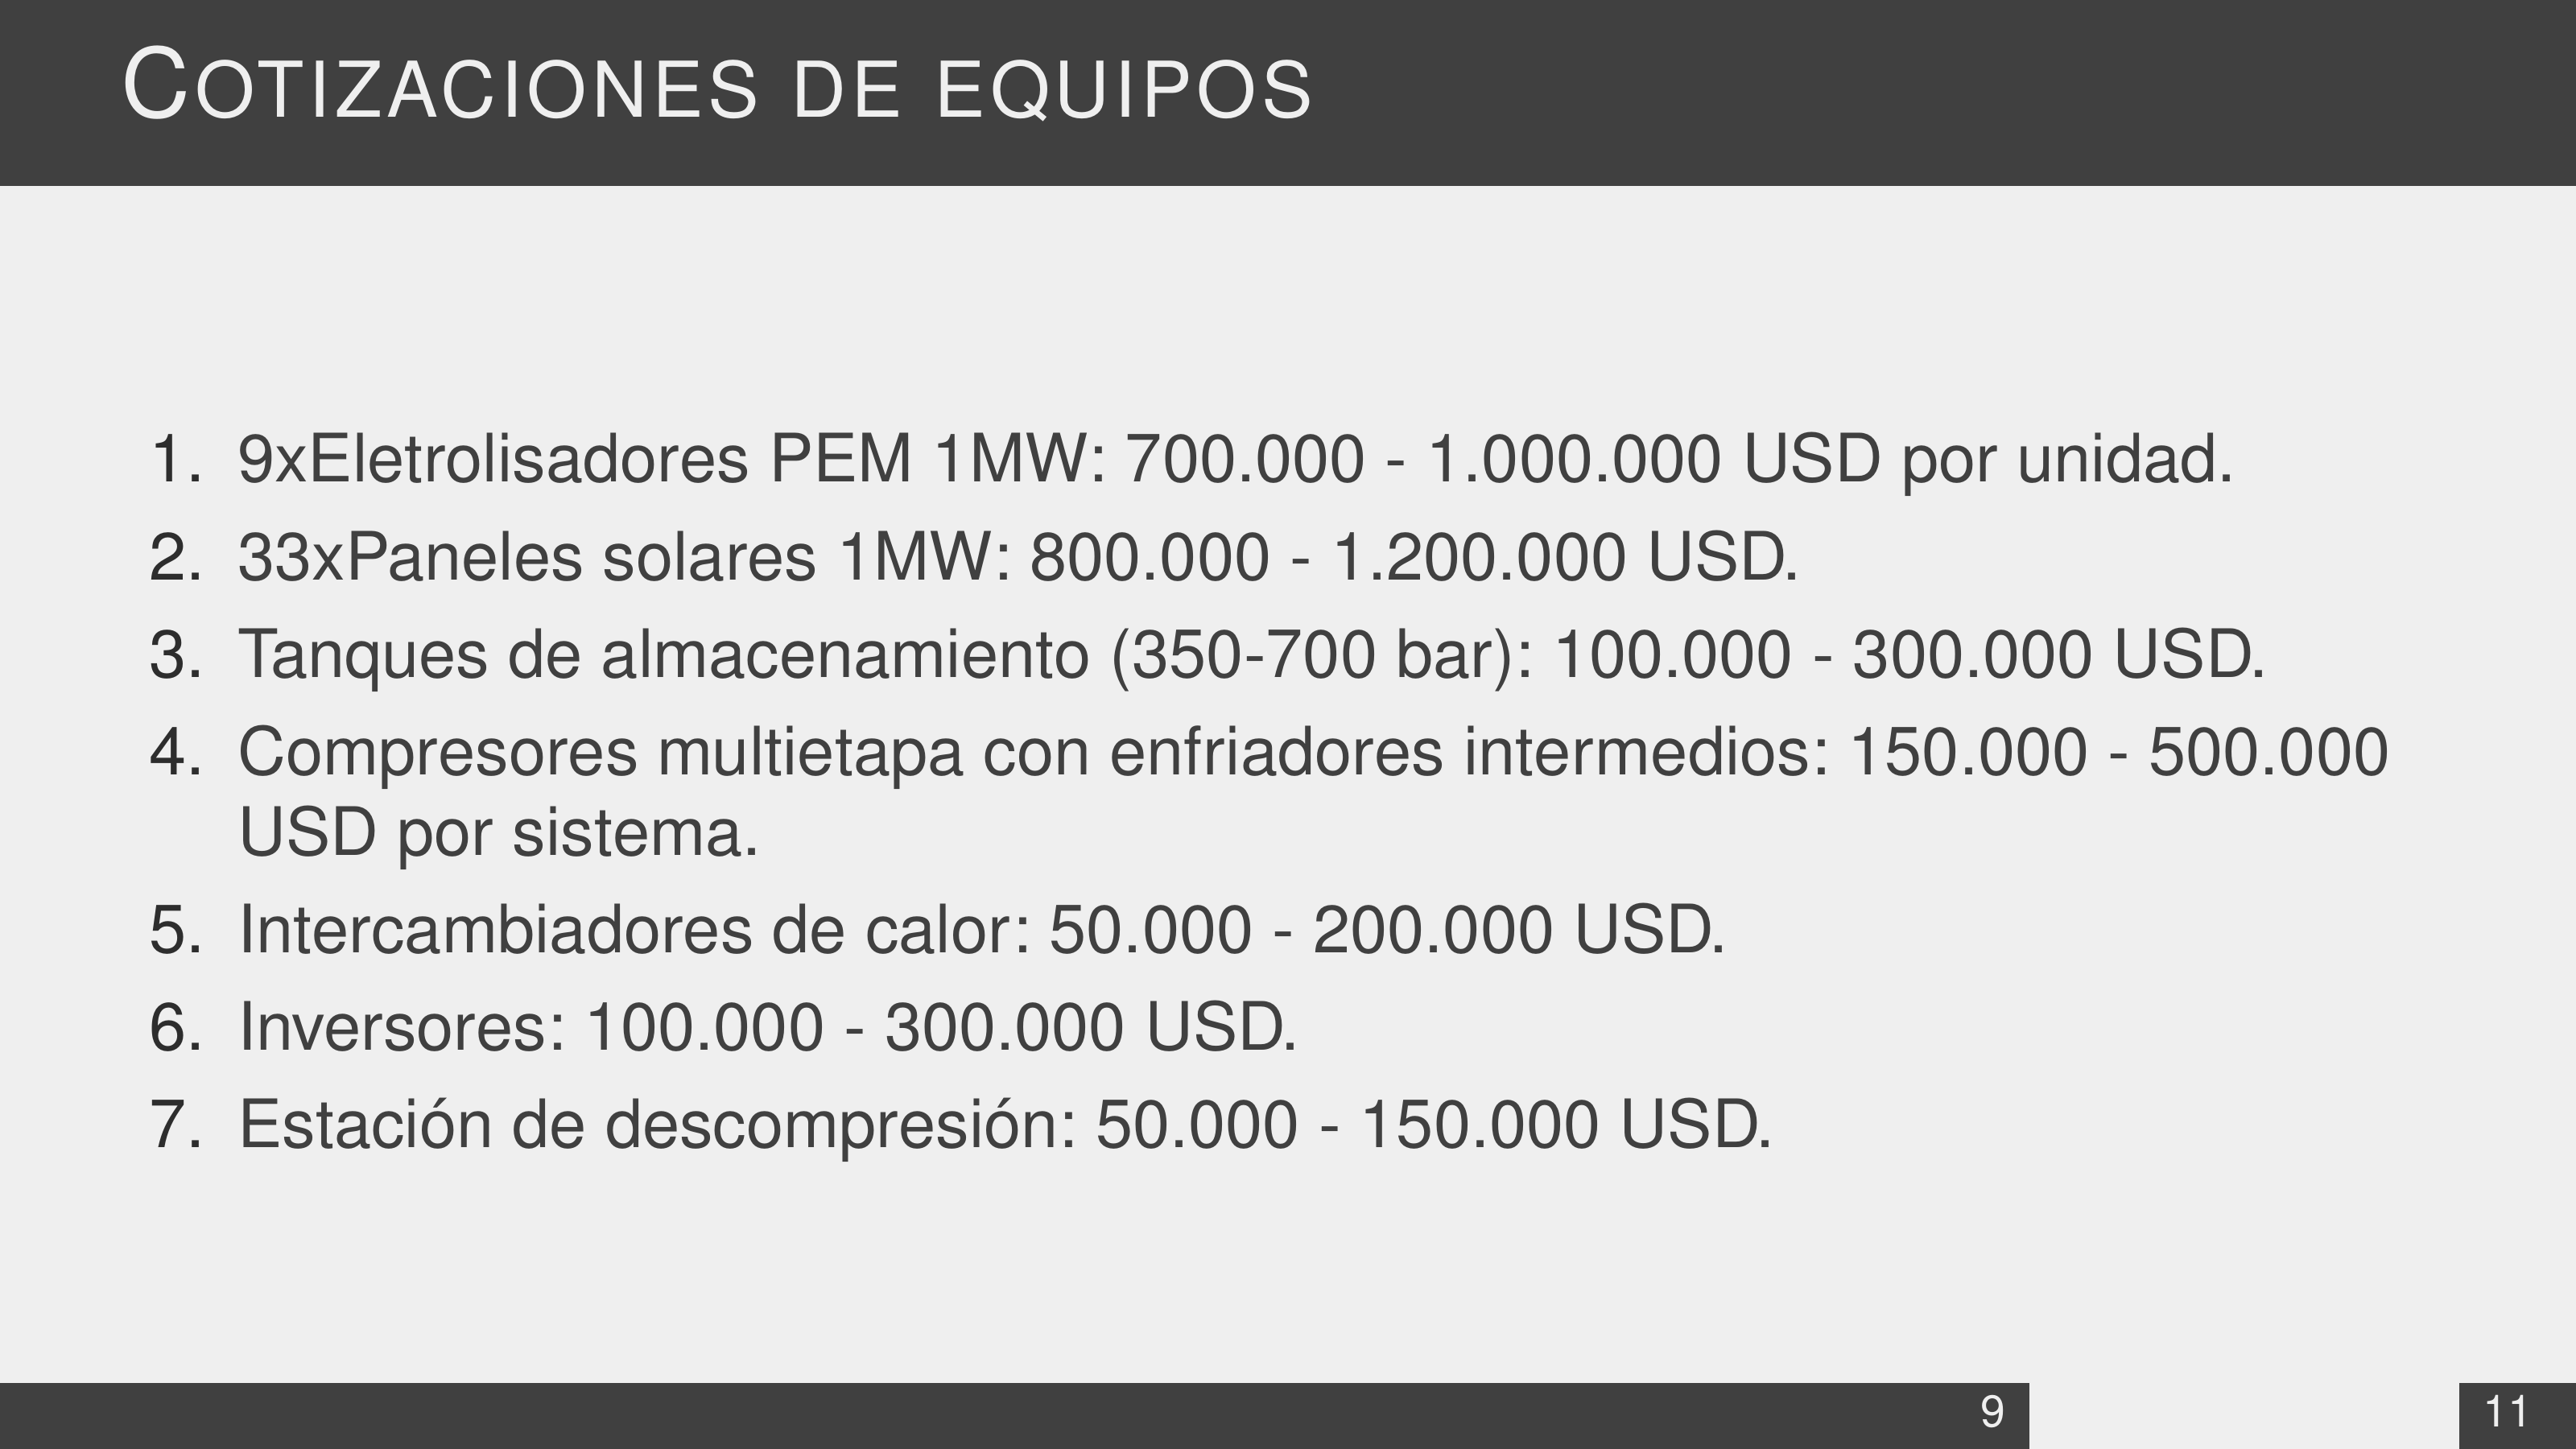 COTIZACIONES DE EQUIPOS
1. 9xEletrolisadores PEM 1MW: 700.000 - 1.000.000 USD por unidad.
2. 33xPaneles solares 1MW: 800.000 - 1.200.000 USD.
3. Tanques de almacenamiento (350-700 bar): 100.000 - 300.000 USD.
4. Compresores multietapa con enfriadores intermedios: 150.000 - 500.000
USD por sistema.
5. Intercambiadores de calor: 50.000 - 200.000 USD.
6. Inversores: 100.000 - 300.000 USD.
7. Estación de descompresión: 50.000 - 150.000 USD.
9 11